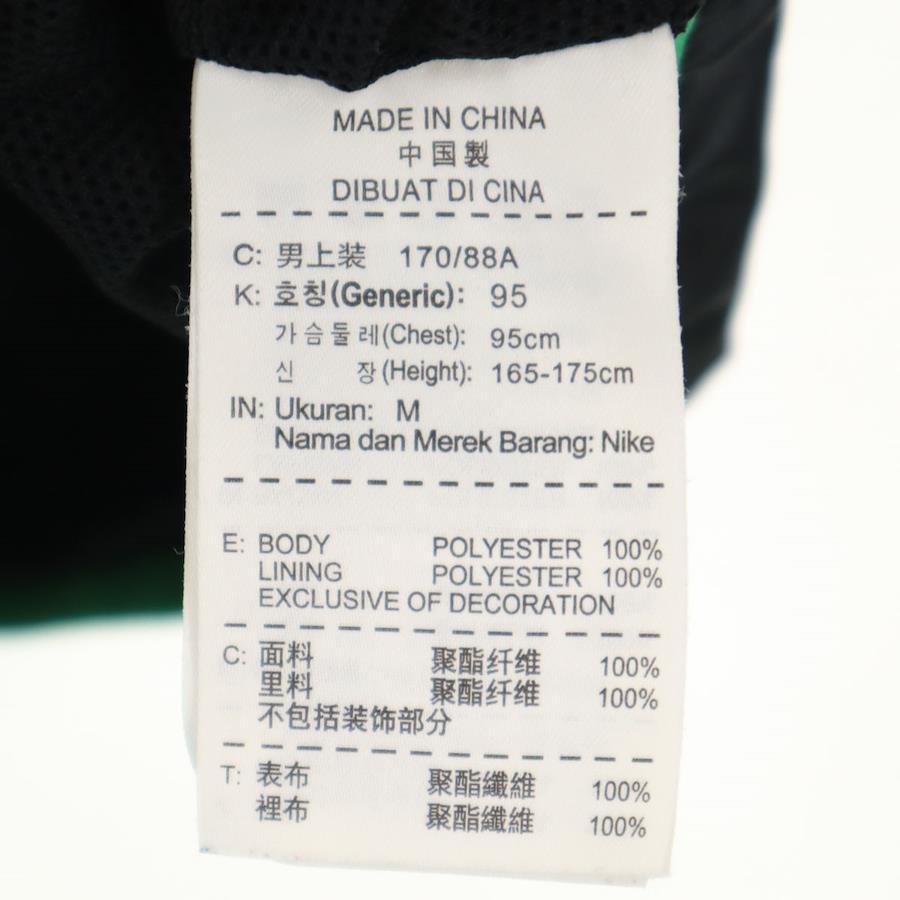 MADE IN CHINA
中国製
DIBUAT DI CINA
C: 男上装 170/88A
K: 호칭(Generic): 95
가슴둘레(Chest): 95cm
신 장(Height): 165-175cm
IN: Ukuran: M
Nama dan Merek Barang: Nike
E: BODY POLYESTER 100%
LINING POLYESTER 100%
EXCLUSIVE OF DECORATION
C: 面料 聚酯纤维 100%
里料 聚酯纤维 100%
不包括装饰部分
T: 表布 聚酯纖維 100%
裡布 聚酯纖維 100%